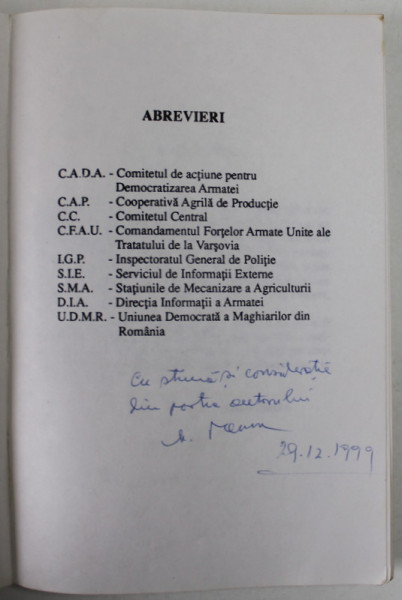 ABREVIERI
C.A.D.A. - Comitetul de acţiune pentru
Democratizarea Armatei
C.A.P. - Cooperativă Agrilă de Producţie
C.C. - Comitetul Central
C.F.A.U. - Comandamentul Forţelor Armate Unite ale
Tratatului de la Varşovia
I.G.P. - Inspectoratul General de Poliţie
S.I.E. - Serviciul de Informaţii Externe
S.M.A. - Staţiunile de Mecanizare a Agriculturii
D.I.A. - Direcţia Informaţii a Armatei
U.D.M.R. - Uniunea Democrată a Maghiarilor din
România
Cu stimă şi consideraţie
din partea autorului
29.12.1999